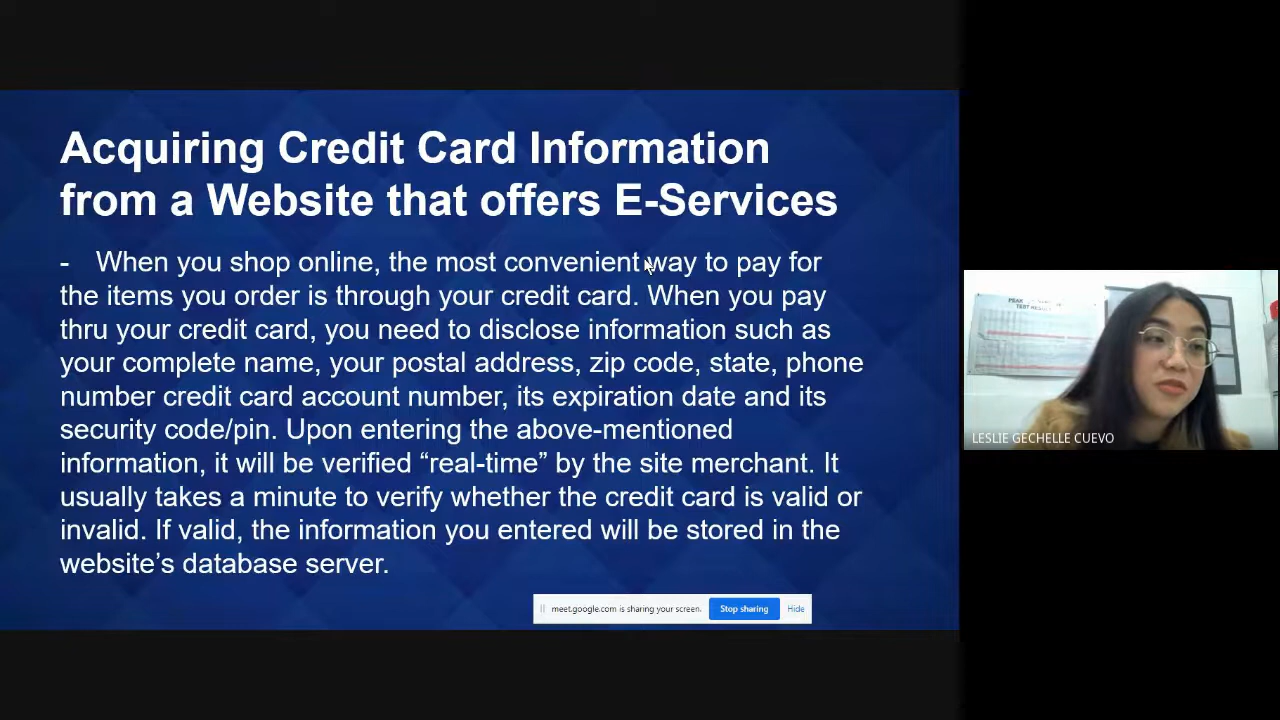 Acquiring Credit Card Information
from a Website that offers E-Services
- When you shop online, the most convenient way to pay for
the items you order is through your credit card. When you pay
thru your credit card, you need to disclose information such as
your complete name, your postal address, zip code, state, phone
number credit card account number, its expiration date and its
security code/pin. Upon entering the above-mentioned
information, it will be verified “real-time” by the site merchant. It
usually takes a minute to verify whether the credit card is valid or
invalid. If valid, the information you entered will be stored in the
website’s database server.
meet.google.com is sharing your screen. Stop sharing Hide
TEST RESULT
LESLIE GECHELLE CUEVO